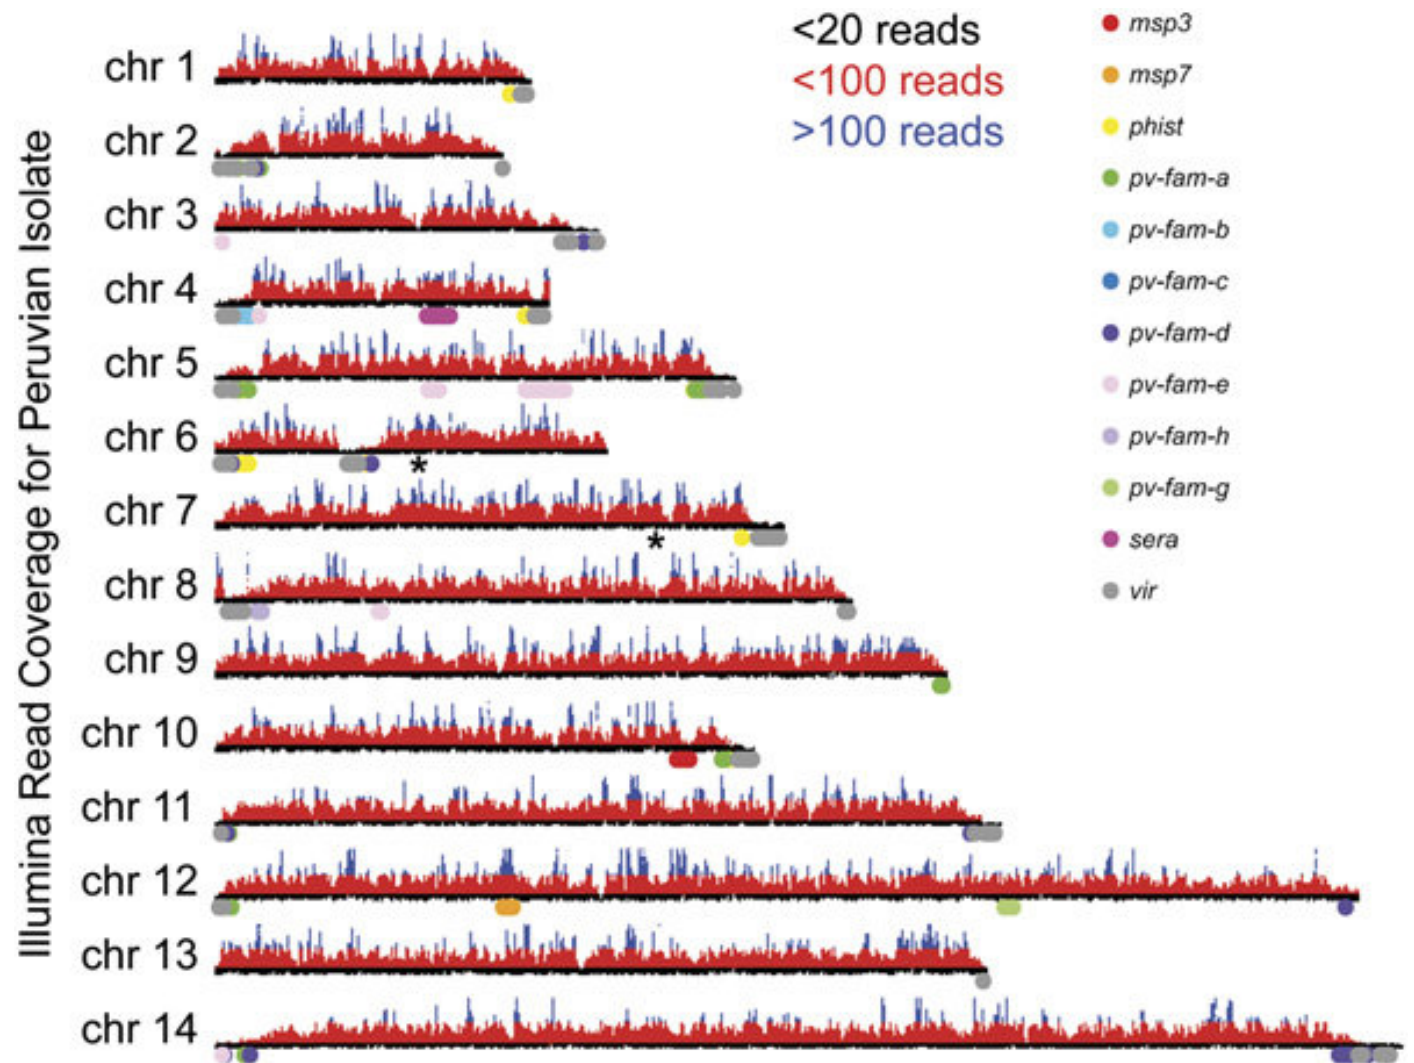 Illumina Read Coverage for Peruvian Isolate
<20 reads
<100 reads
>100 reads
msp3
msp7
phist
pv-fam-a
pv-fam-b
pv-fam-c
pv-fam-d
pv-fam-e
pv-fam-h
pv-fam-g
sera
vir
chr 1
chr 2
chr 3
chr 4
chr 5
chr 6
*
chr 7
*
chr 8
chr 9
chr 10
chr 11
chr 12
chr 13
chr 14